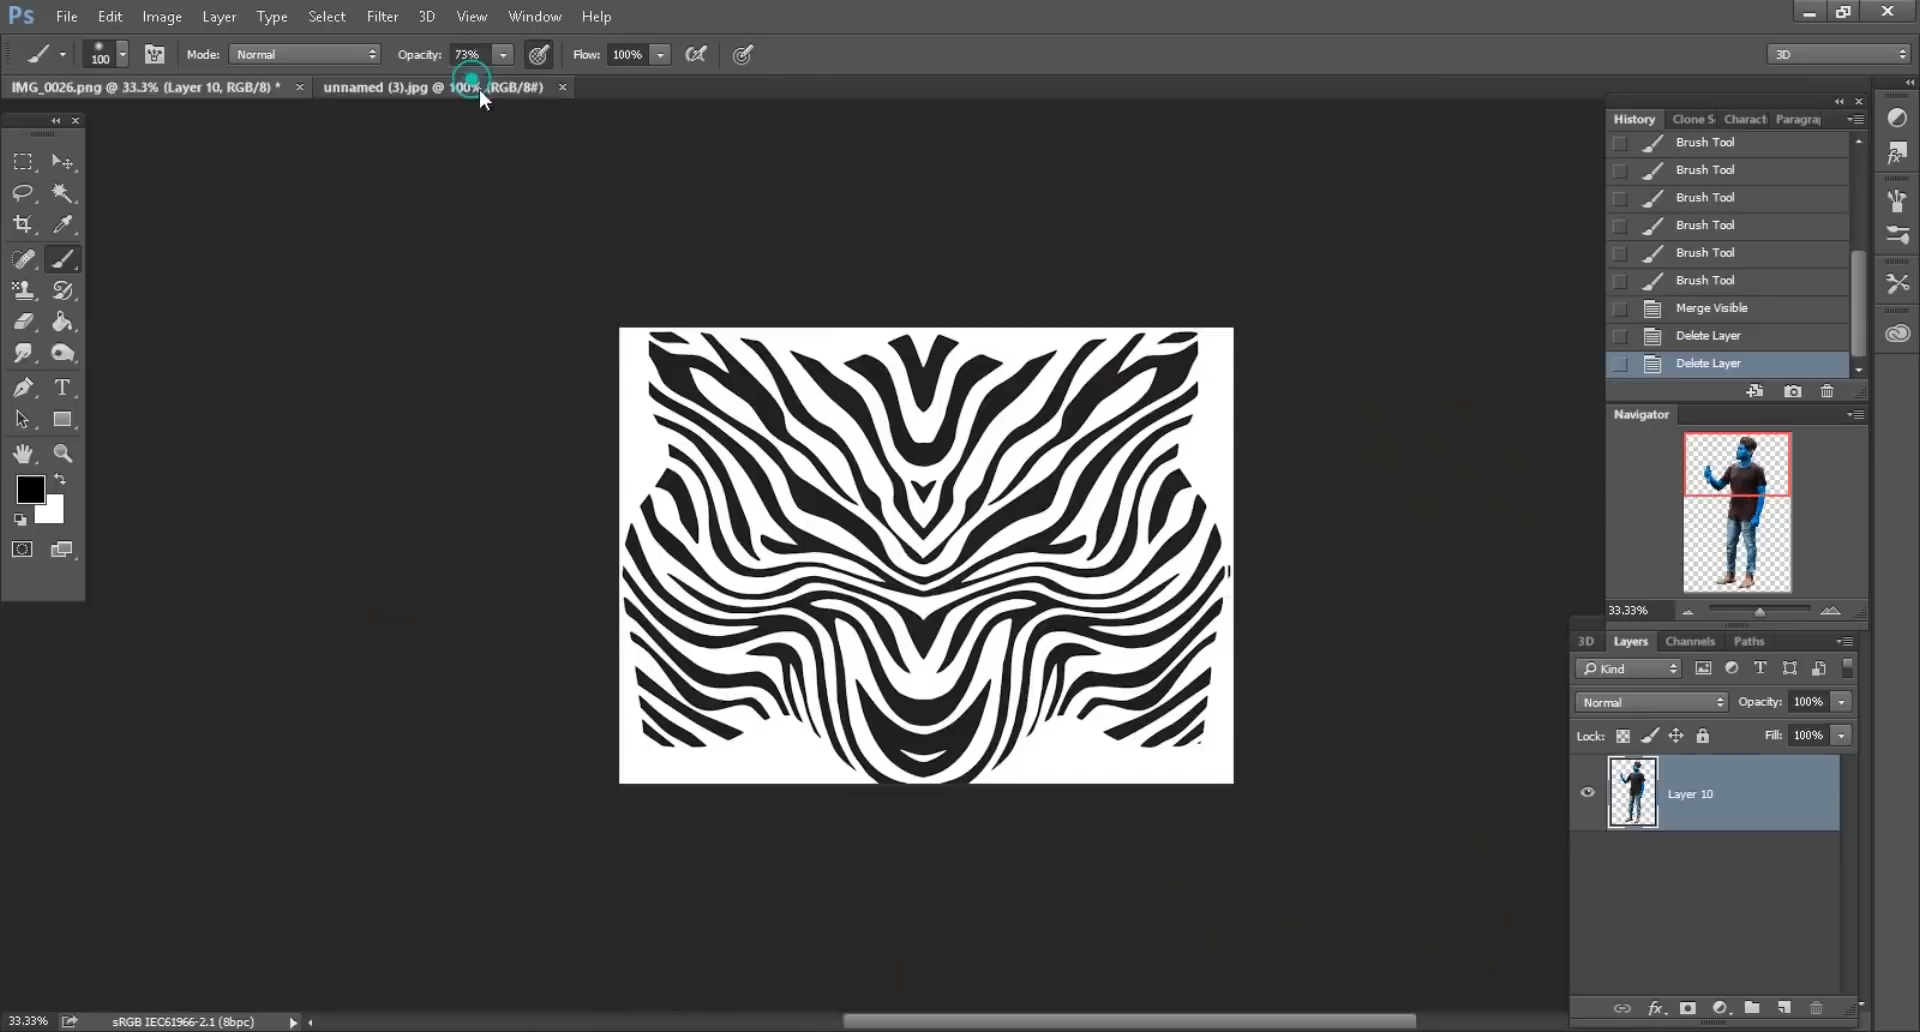 Ps File Edit Image Layer Type Select Filter 3D View Window Help
100 Mode: Normal Opacity: 73% Flow: 100% 3D
IMG_0026.png @ 33.3% (Layer 10, RGB/8) * × unnamed (3).jpg @ 100% (RGB/8#) ×
History Clone S Charact Paragra
Brush Tool
Brush Tool
Brush Tool
Brush Tool
Brush Tool
Brush Tool
Merge Visible
Delete Layer
Delete Layer
Navigator
33.33%
3D Layers Channels Paths
Kind
Normal Opacity: 100%
Lock: Fill: 100%
Layer 10
33.33% sRGB IEC61966-2.1 (8bpc)